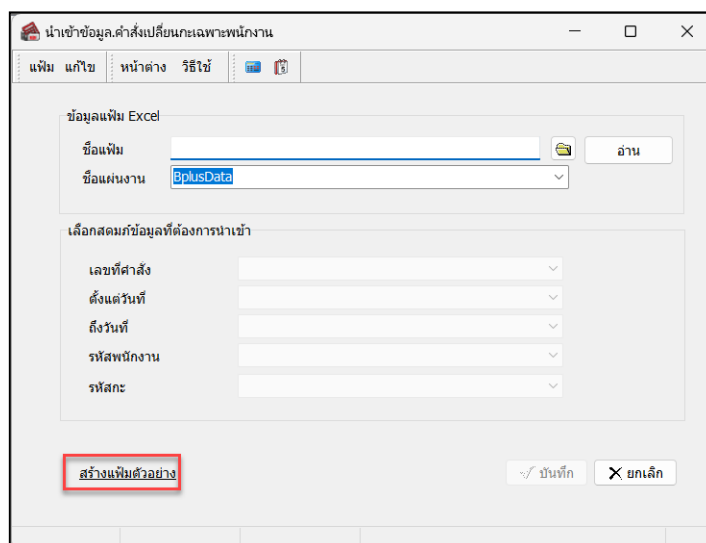 นำเข้าข้อมูล.คำสั่งเปลี่ยนกะเฉพาะพนักงาน
แฟ้ม แก้ไข หน้าต่าง วิธีใช้
ข้อมูลแฟ้ม Excel
ชื่อแฟ้ม อ่าน
ชื่อแผ่นงาน BplusData
เลือกสดมภ์ข้อมูลที่ต้องการนำเข้า
เลขที่คำสั่ง
ตั้งแต่วันที่
ถึงวันที่
รหัสพนักงาน
รหัสกะ
สร้างแฟ้มตัวอย่าง บันทึก ยกเลิก